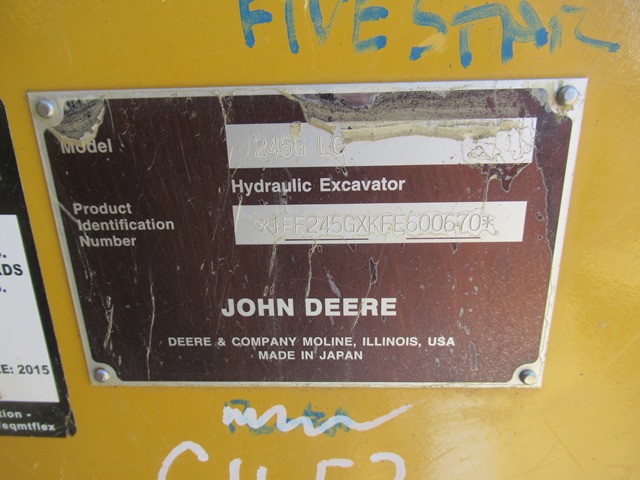 FIVE STAR
Model
245G LC
Hydraulic Excavator
Product
Identification
Number
*1FF245GXKFE600670*
JOHN DEERE
DEERE & COMPANY MOLINE, ILLINOIS, USA
MADE IN JAPAN
E: 2015